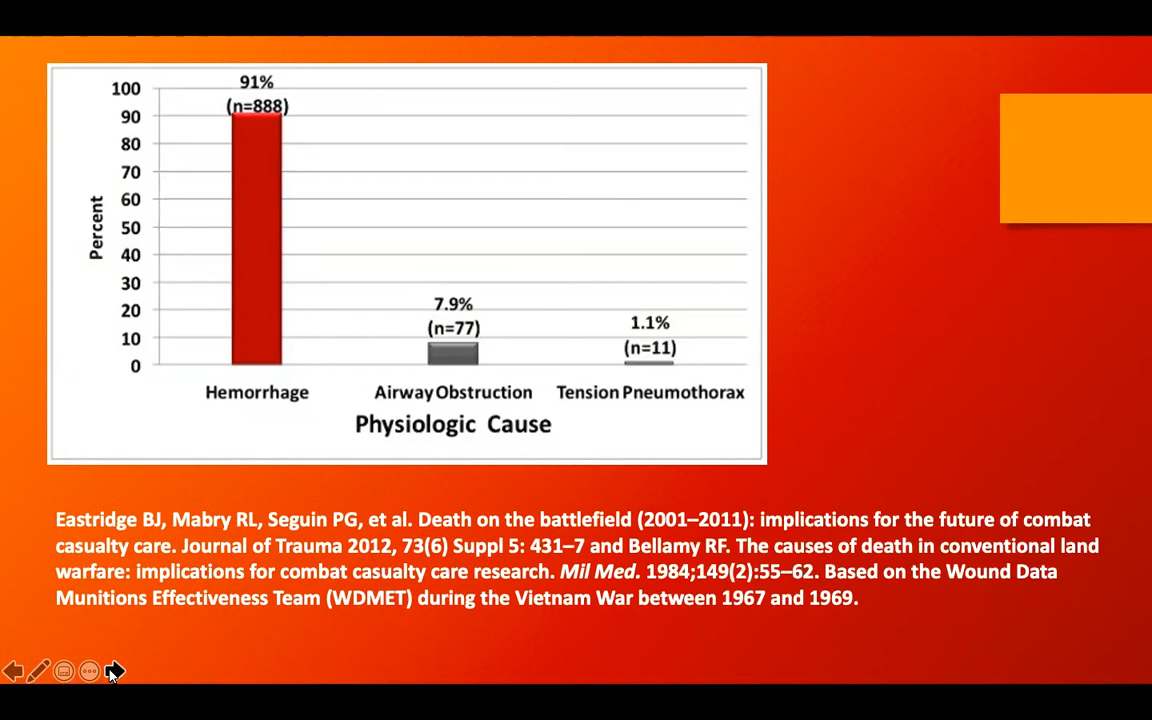 91%
(n=888)
100
90
80
70
60
50
40
30
20
10
0
Percent
7.9%
(n=77)
1.1%
(n=11)
Hemorrhage
Airway Obstruction
Tension Pneumothorax
Physiologic Cause
Eastridge BJ, Mabry RL, Seguin PG, et al. Death on the battlefield (2001–2011): implications for the future of combat
casualty care. Journal of Trauma 2012, 73(6) Suppl 5: 431–7 and Bellamy RF. The causes of death in conventional land
warfare: implications for combat casualty care research. Mil Med. 1984;149(2):55–62. Based on the Wound Data
Munitions Effectiveness Team (WDMET) during the Vietnam War between 1967 and 1969.